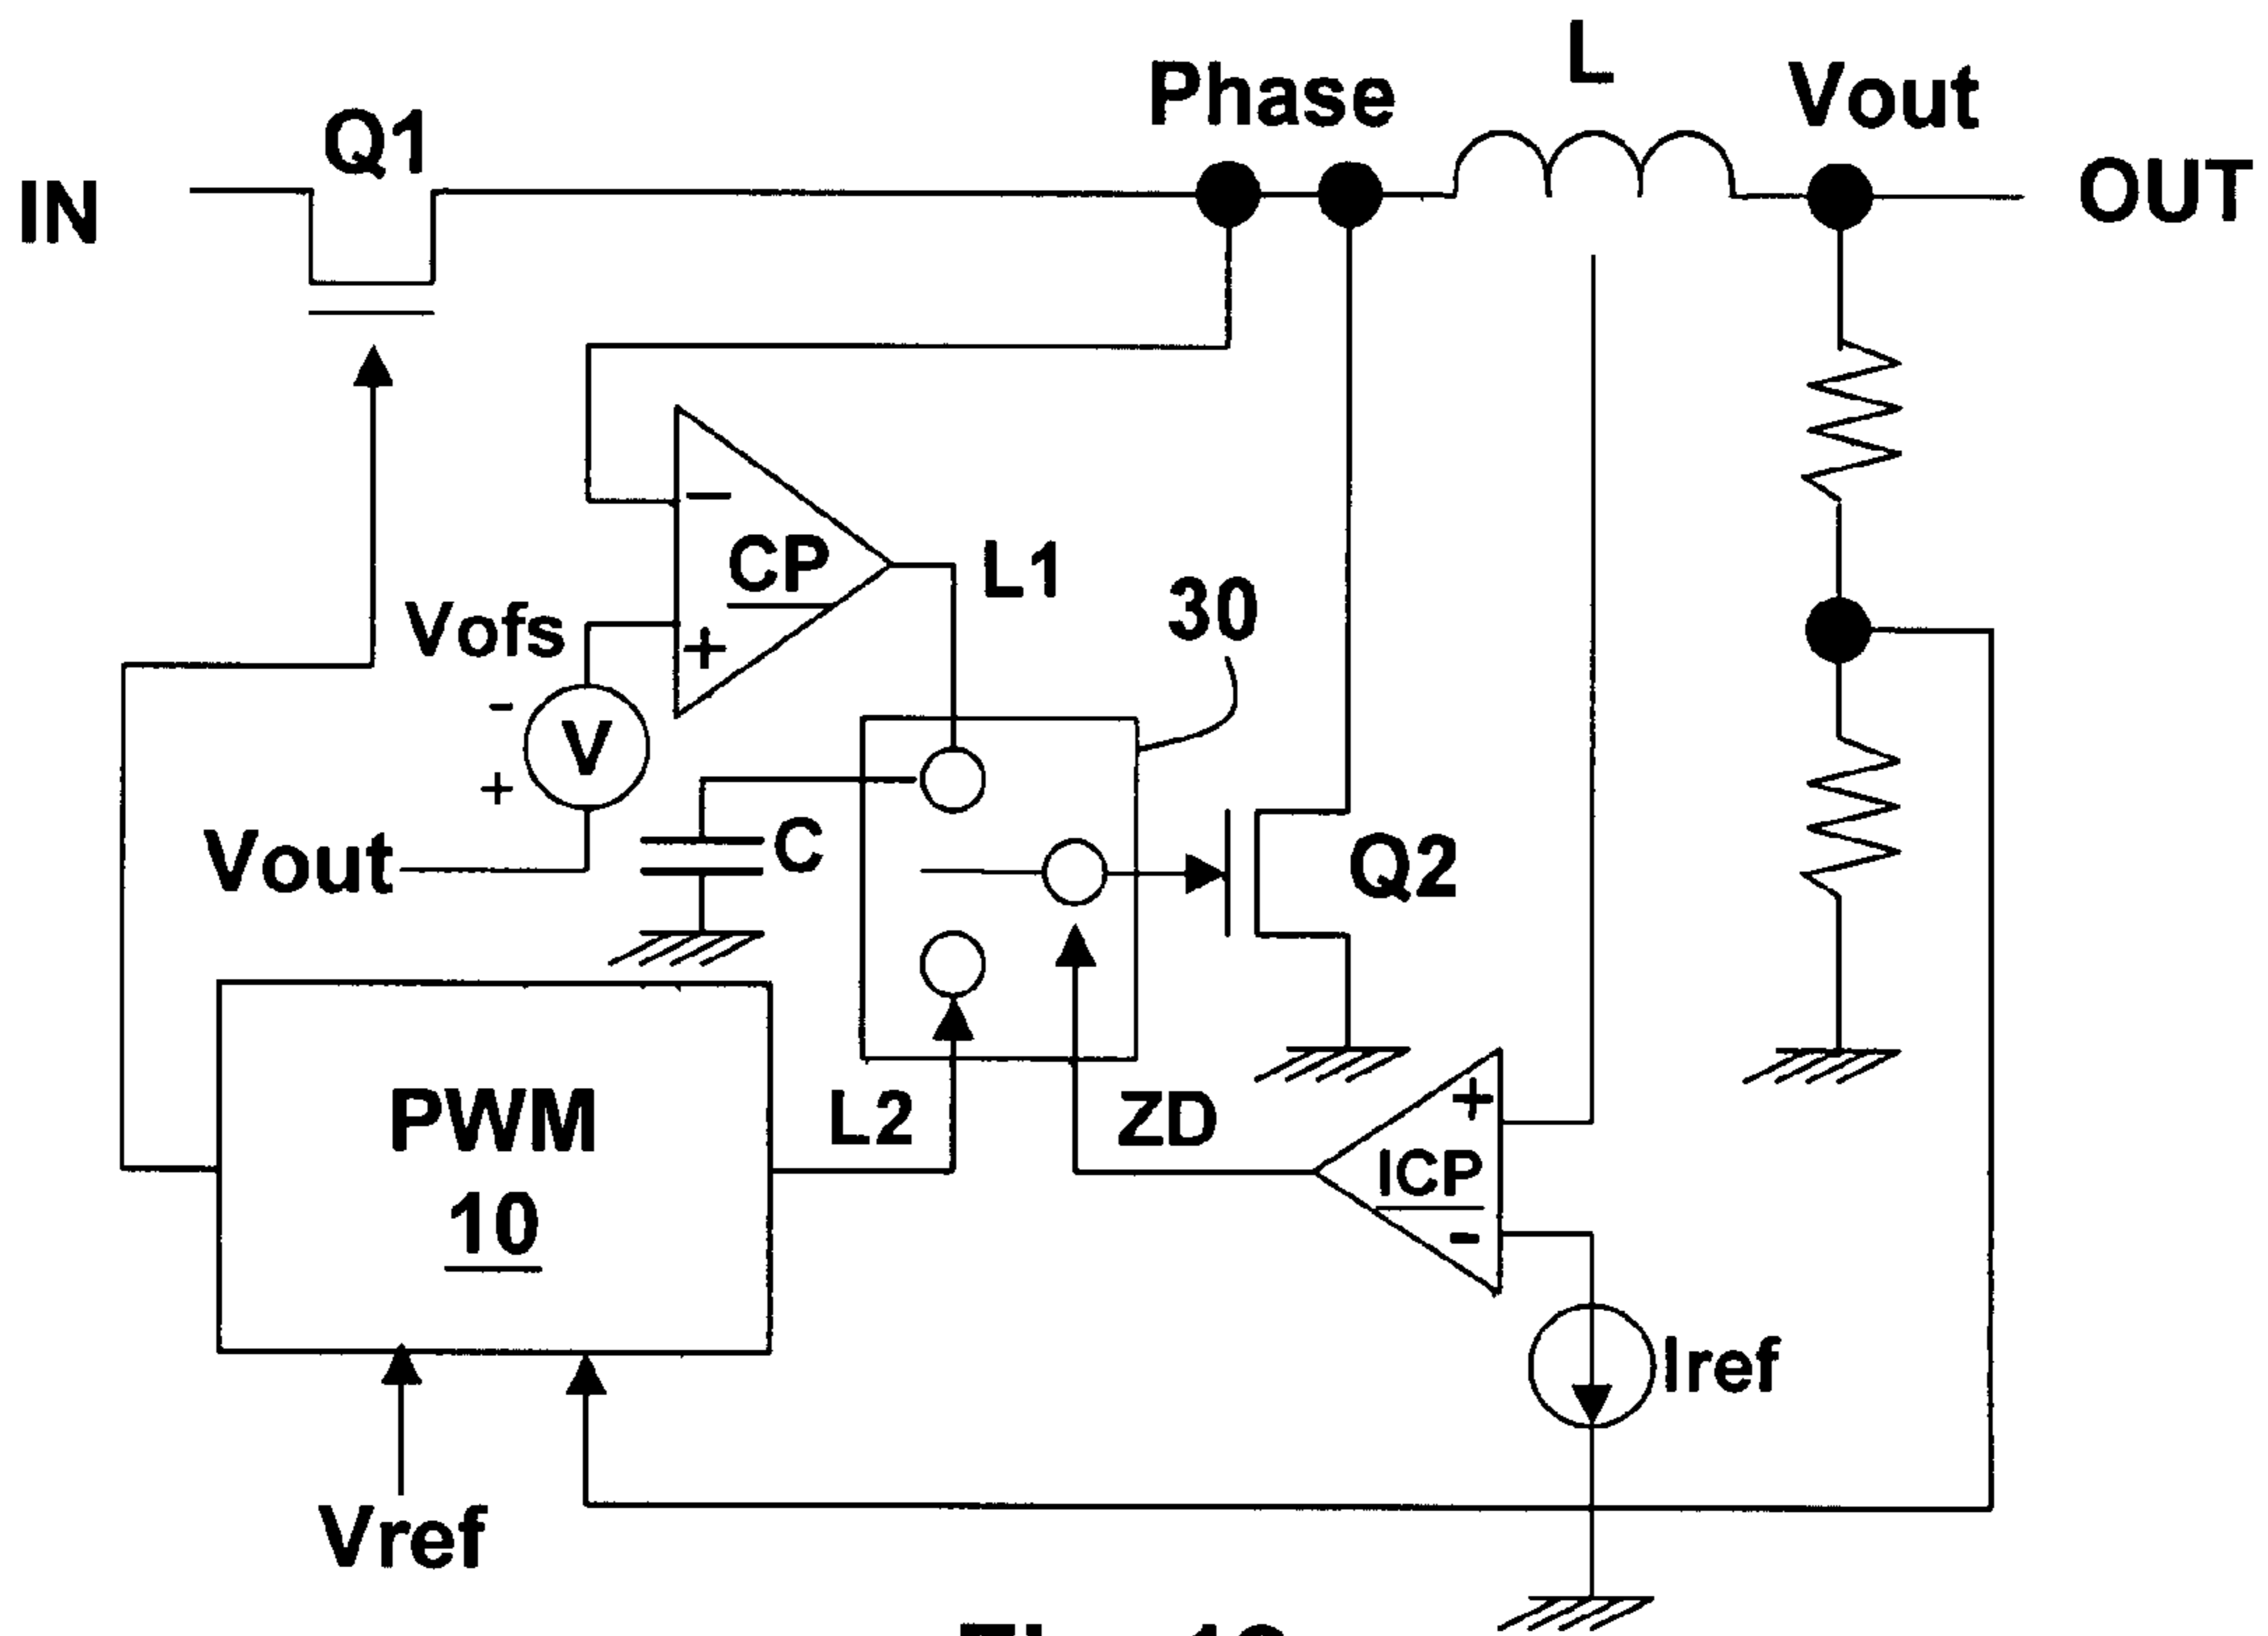 L
Phase
Vout
Q1
IN
OUT
−
CP
L1
30
Vofs
+
-
V
+
C
Vout
Q2
PWM
10
L2
ZD
+
ICP
-
Iref
Vref